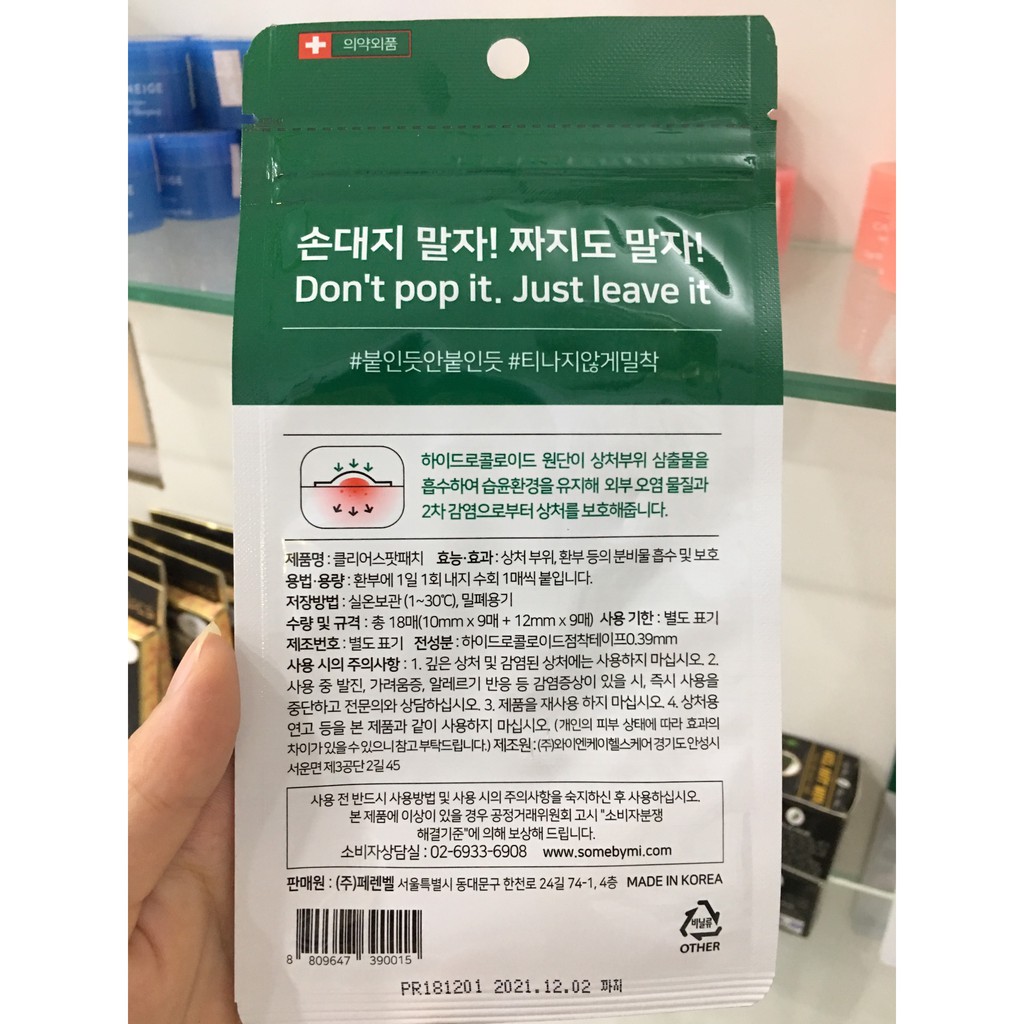 의약외품
손대지 말자! 짜지도 말자!
Don't pop it. Just leave it
#붙인듯안붙인듯 #티나지않게밀착
하이드로콜로이드 원단이 상처부위 삼출물을
흡수하여 습윤환경을 유지해 외부 오염 물질과
2차 감염으로부터 상처를 보호해줍니다.
제품명 : 클리어스팟패치 효능·효과 : 상처 부위, 환부 등의 분비물 흡수 및 보호
용법·용량 : 환부에 1일 1회 내지 수회 1매씩 붙입니다.
저장방법 : 실온보관 (1~30℃), 밀폐용기
수량 및 규격 : 총 18매(10mm x 9매 + 12mm x 9매) 사용 기한 : 별도 표기
제조번호 : 별도 표기 전성분 : 하이드로콜로이드점착테이프0.39mm
사용 시의 주의사항 : 1. 깊은 상처 및 감염된 상처에는 사용하지 마십시오. 2.
사용 중 발진, 가려움증, 알레르기 반응 등 감염증상이 있을 시, 즉시 사용을
중단하고 전문의와 상담하십시오. 3. 제품을 재사용 하지 마십시오. 4. 상처용
연고 등을 본 제품과 같이 사용하지 마십시오. (개인의 피부 상태에 따라 효과의
차이가 있을 수 있으니 참고 부탁드립니다.) 제조원 : (주)와이엔케이헬스케어 경기도 안성시
서운면 제3공단 2길 45
사용 전 반드시 사용방법 및 사용 시의 주의사항을 숙지하신 후 사용하십시오.
본 제품에 이상이 있을 경우 공정거래위원회 고시 "소비자분쟁
해결기준"에 의해 보상해 드립니다.
소비자상담실 : 02-6933-6908 www.somebymi.com
판매원 : (주)페렌벨 서울특별시 동대문구 한천로 24길 74-1, 4층 MADE IN KOREA
비닐류
OTHER
8 809647 390015
PR181201 2021.12.02 까지